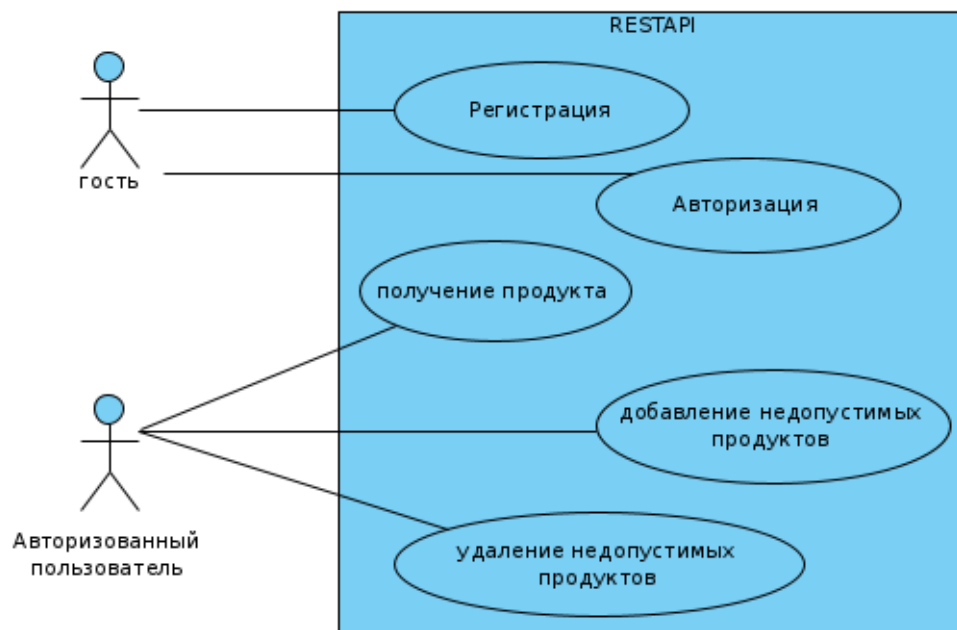 RESTAPI
Регистрация
гость
Авторизация
получение продукта
добавление недопустимых
продуктов
Авторизованный
пользователь
удаление недопустимых
продуктов